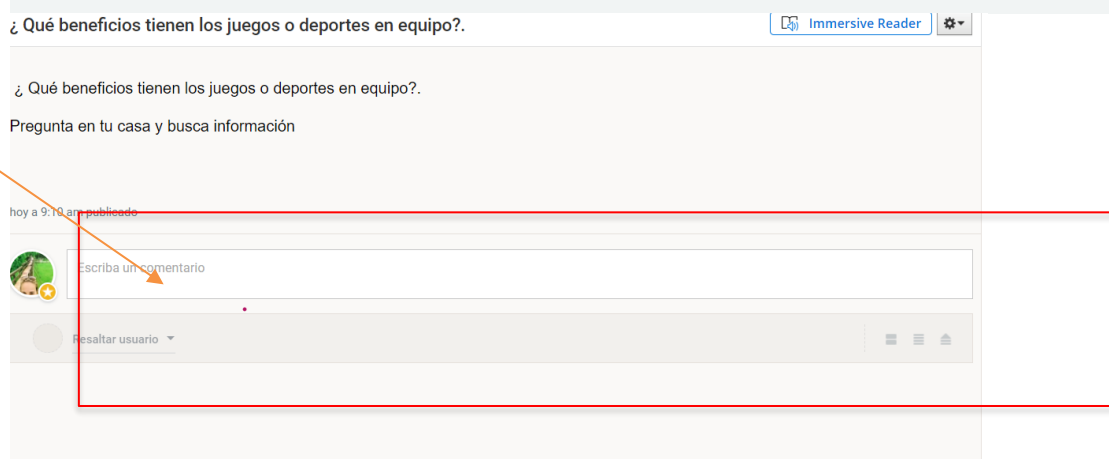 ¿ Qué beneficios tienen los juegos o deportes en equipo?.
Immersive Reader
¿ Qué beneficios tienen los juegos o deportes en equipo?.
Pregunta en tu casa y busca información
hoy a 9:10 am publicado
Escriba un comentario
Resaltar usuario